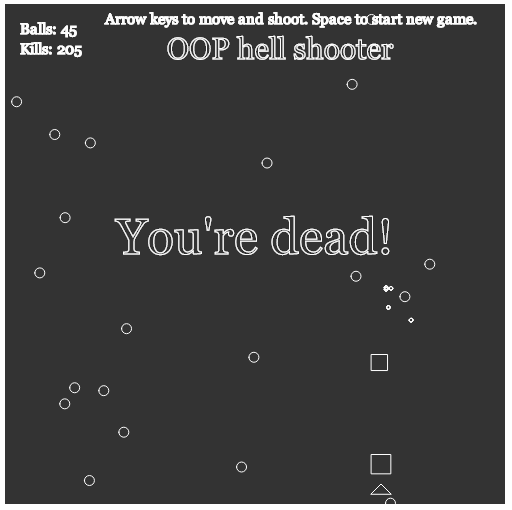 Arrow keys to move and shoot. Space to start new game.
Balls: 45
Kills: 205
OOP hell shooter
You're dead!